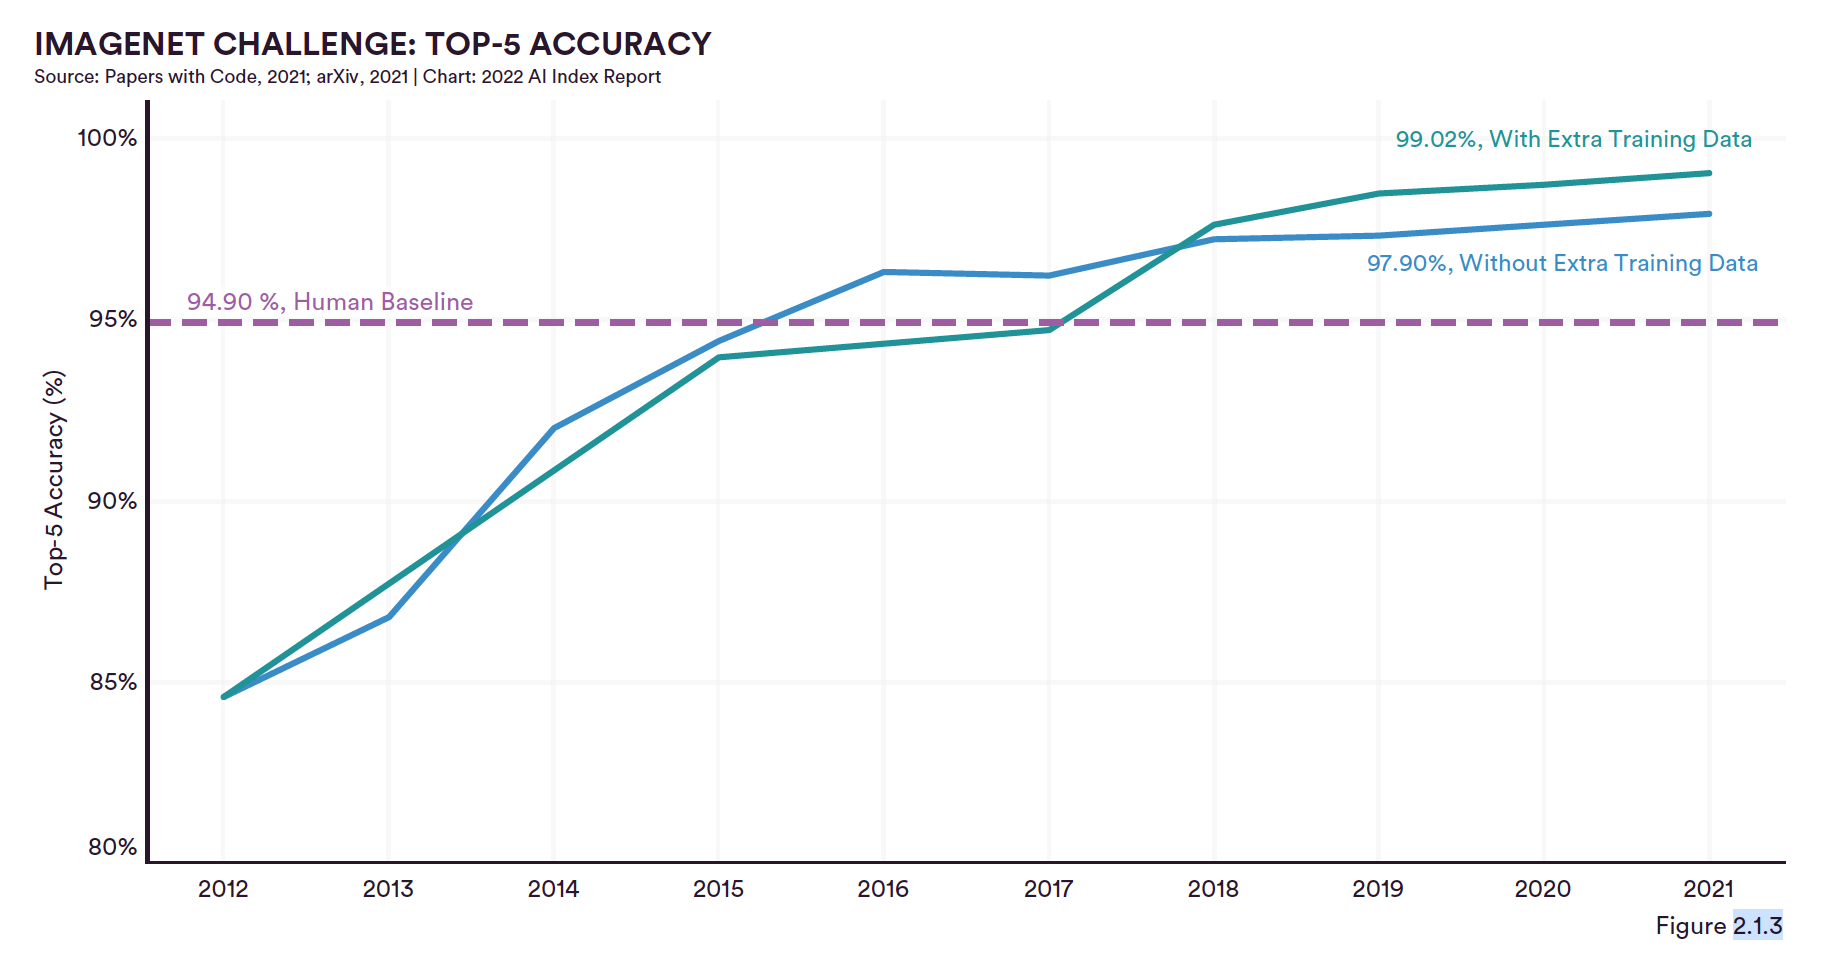 IMAGENET CHALLENGE: TOP-5 ACCURACY
Source: Papers with Code, 2021; arXiv, 2021 | Chart: 2022 AI Index Report
100%
99.02%, With Extra Training Data
97.90%, Without Extra Training Data
94.90 %, Human Baseline
95%
Top-5 Accuracy (%)
90%
85%
80%
2012 2013 2014 2015 2016 2017 2018 2019 2020 2021
Figure 2.1.3